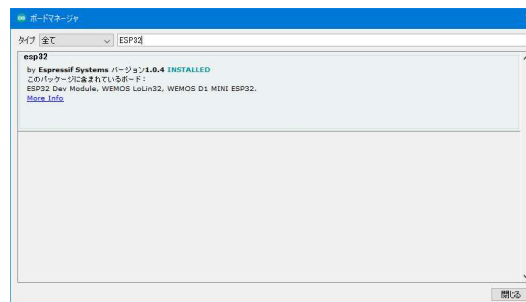 ボードマネージャ
タイプ 全て ESP32
esp32
by Espressif Systems バージョン1.0.4 INSTALLED
このパッケージに含まれているボード：
ESP32 Dev Module, WEMOS LoLin32, WEMOS D1 MINI ESP32.
More Info
閉じる